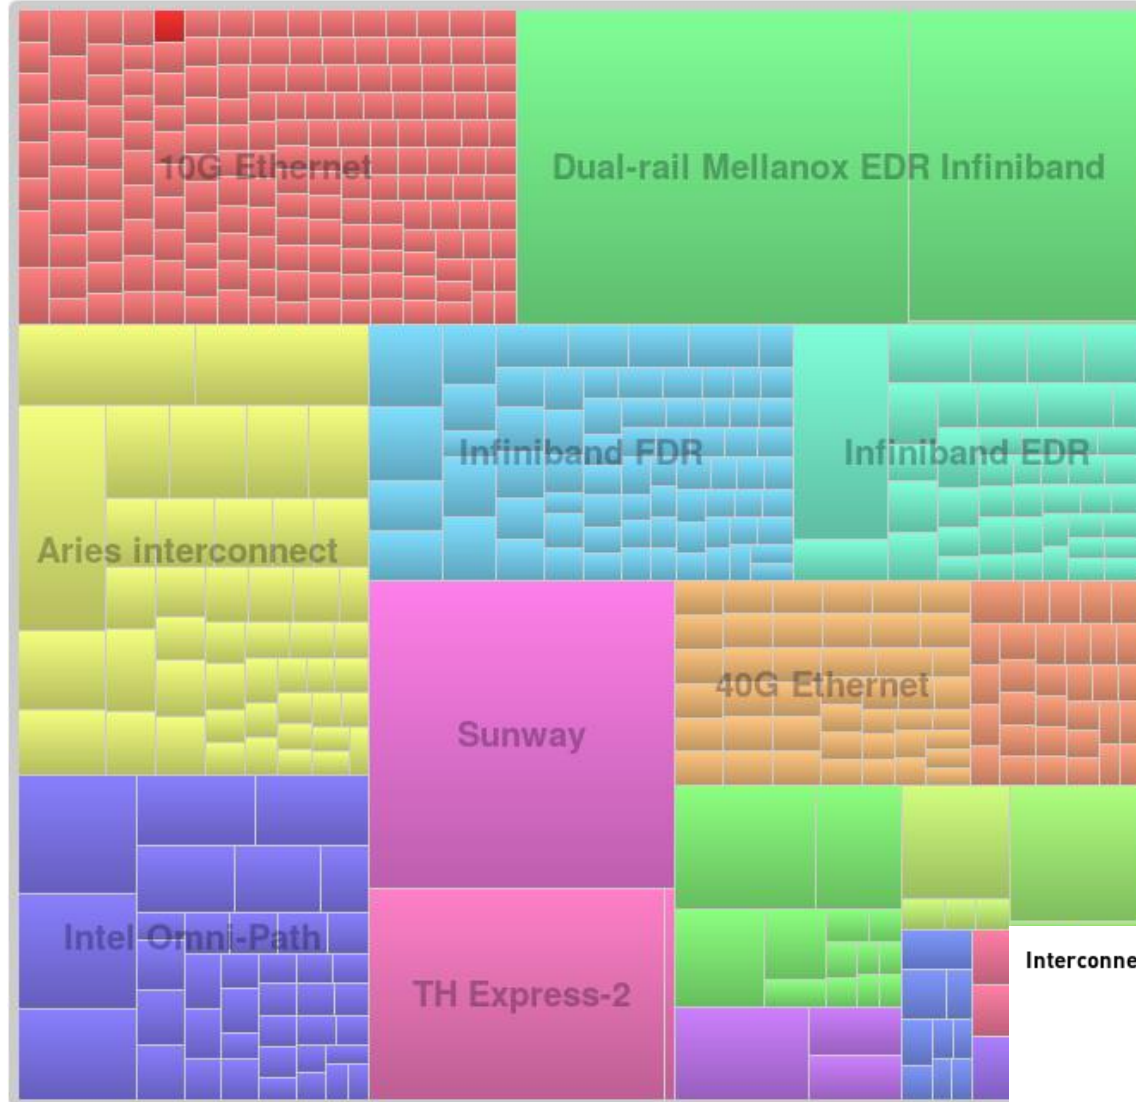 10G Ethernet
Dual-rail Mellanox EDR Infiniband
Infiniband FDR
Infiniband EDR
Aries interconnect
40G Ethernet
Sunway
Intel Omni-Path
Interconne
TH Express-2